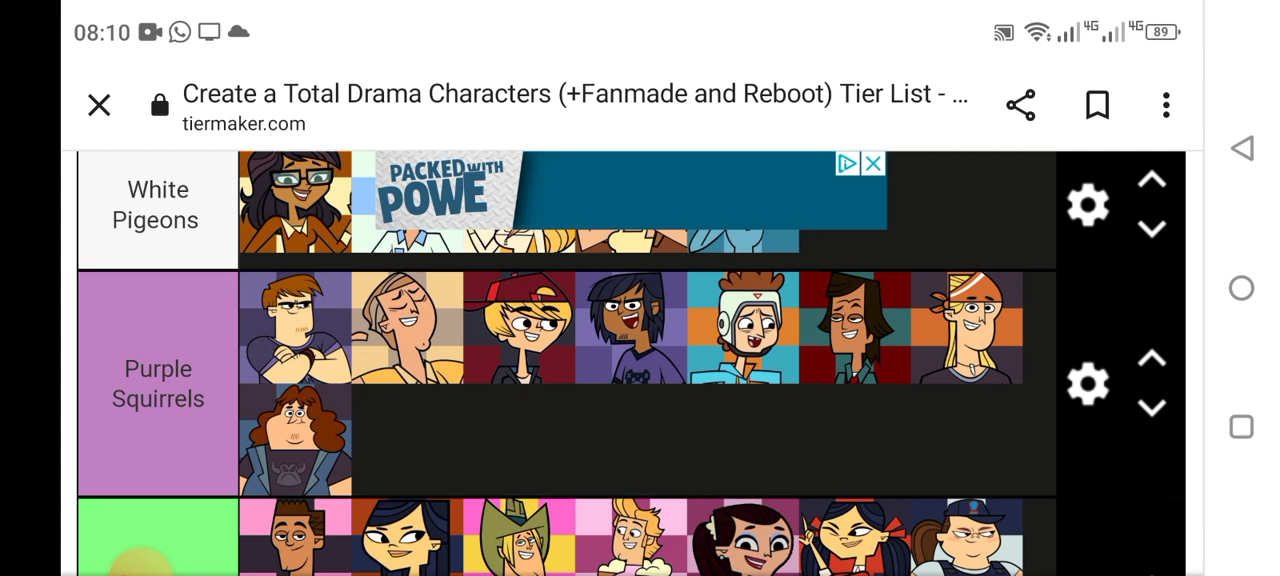 08:10
4G
4G
89
Create a Total Drama Characters (+Fanmade and Reboot) Tier List - ...
tiermaker.com
White
Pigeons
PACKED WITH
POWE
Purple
Squirrels